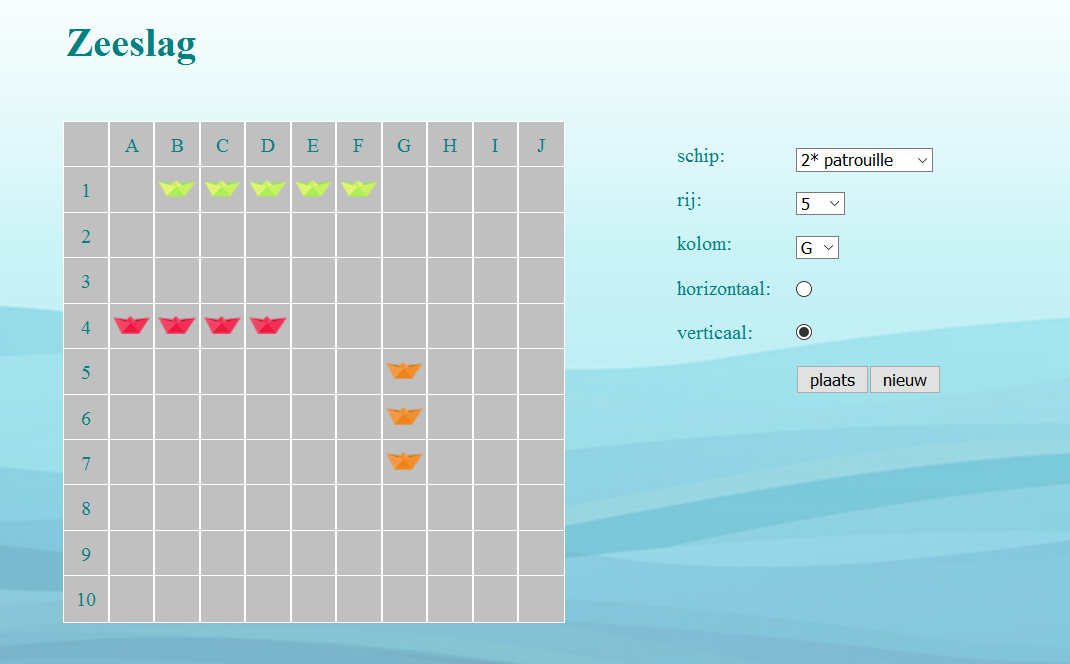 Zeeslag
A B C D E F G H I J
1
2
3
4
5
6
7
8
9
10
schip: 2* patrouille
rij: 5
kolom: G
horizontaal:
verticaal:
plaats nieuw